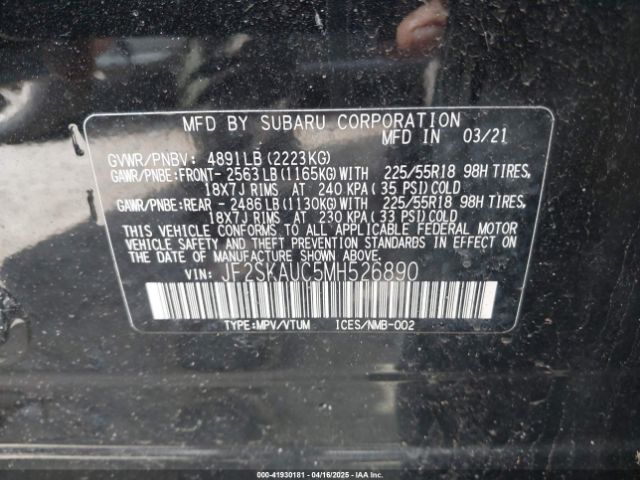 MFD BY SUBARU CORPORATION
MFD IN 03/21
GVWR/PNBV: 4891LB (2223KG)
GAWR/PNBE:FRONT- 2563LB (1165KG)WITH 225/55R18 98H TIRES,
18X7J RIMS AT 240 KPA( 35 PSI)COLD
GAWR/PNBE:REAR - 2486LB (1130KG)WITH 225/55R18 98H TIRES,
18X7J RIMS AT 230 KPA( 33 PSI)COLD
THIS VEHICLE CONFORMS TO ALL APPLICABLE FEDERAL MOTOR
VEHICLE SAFETY AND THEFT PREVENTION STANDARDS IN EFFECT
ON THE DATE OF MANUFACTURE SHOWN ABOVE.
VIN: JF2SKAUC5MH526890
TYPE:MPV/VTUM ICES/NMB-002
000-41930181 - 04/16/2025 - IAA Inc.